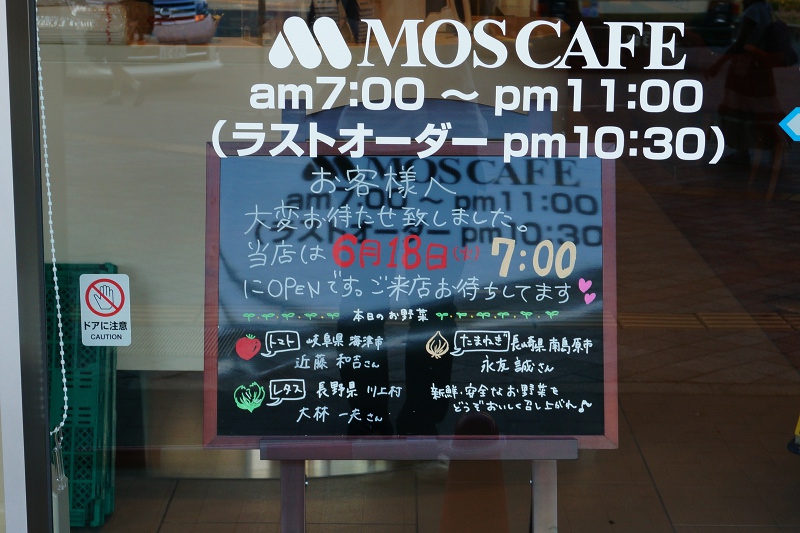 MOSCAFE
am7:00 ～ pm11:00
(ラストオーダー pm10:30)
お客様へ
大変お待たせ致しました。
当店は 6月18日(水) 7:00
にOPENです。ご来店お待ちしてます
本日のお野菜
トマト 岐阜県 海津市
近藤 和吉さん
たまねぎ 長崎県 南島原市
永友 誠さん
レタス 長野県 川上村
大林 一夫さん
新鮮・安全なお野菜を
どうぞおいしく召し上がれ♪
ドアに注意
CAUTION